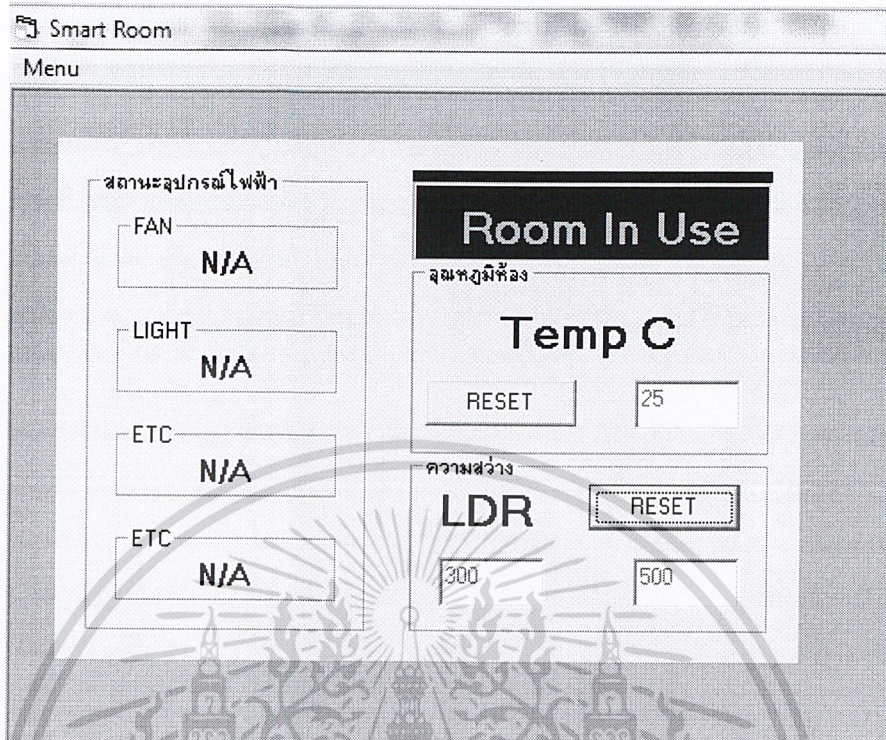 Smart Room
Menu
สถานะอุปกรณ์ไฟฟ้า
FAN
N/A
LIGHT
N/A
ETC
N/A
ETC
N/A
Room In Use
อุณหภูมิห้อง
Temp C
RESET
25
ความสว่าง
LDR
RESET
300
500